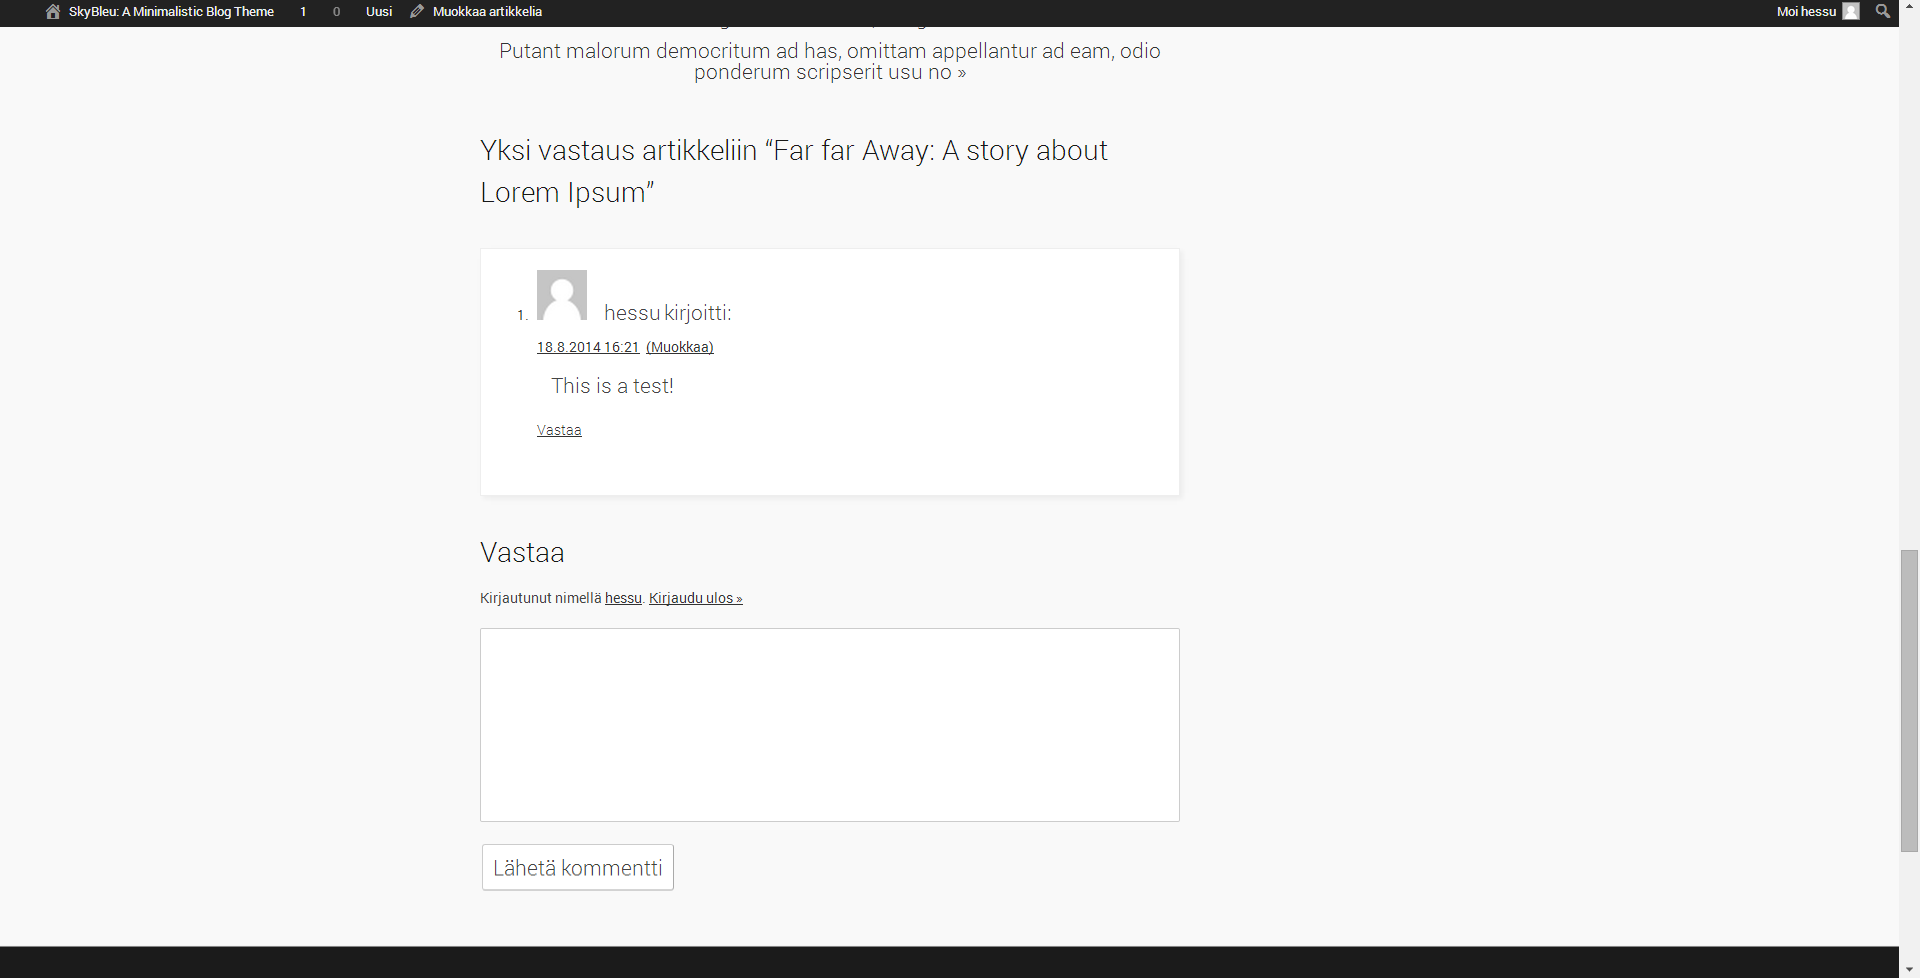 SkyBleu: A Minimalistic Blog Theme 1 0 Uusi Muokkaa artikkelia Moi hessu
Putant malorum democritum ad has, omittam appellantur ad eam, odio
ponderum scripserit usu no »
Yksi vastaus artikkeliin “Far far Away: A story about
Lorem Ipsum”
1. hessu kirjoitti:
18.8.2014 16:21 (Muokkaa)
This is a test!
Vastaa
Vastaa
Kirjautunut nimellä hessu. Kirjaudu ulos »
Lähetä kommentti